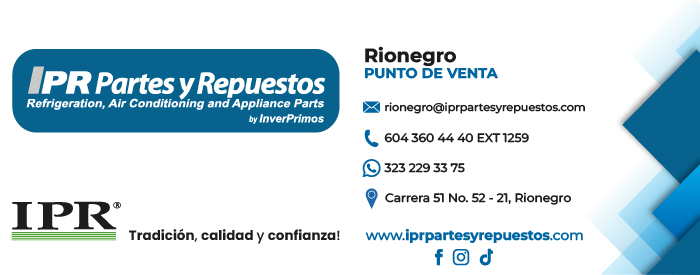 IPR Partes y Repuestos
Refrigeration, Air Conditioning and Appliance Parts
by InverPrimos
IPR®
Tradición, calidad y confianza!
Rionegro
PUNTO DE VENTA
rionegro@iprpartesyrepuestos.com
604 360 44 40 EXT 1259
323 229 33 75
Carrera 51 No. 52 - 21, Rionegro
www.iprpartesyrepuestos.com